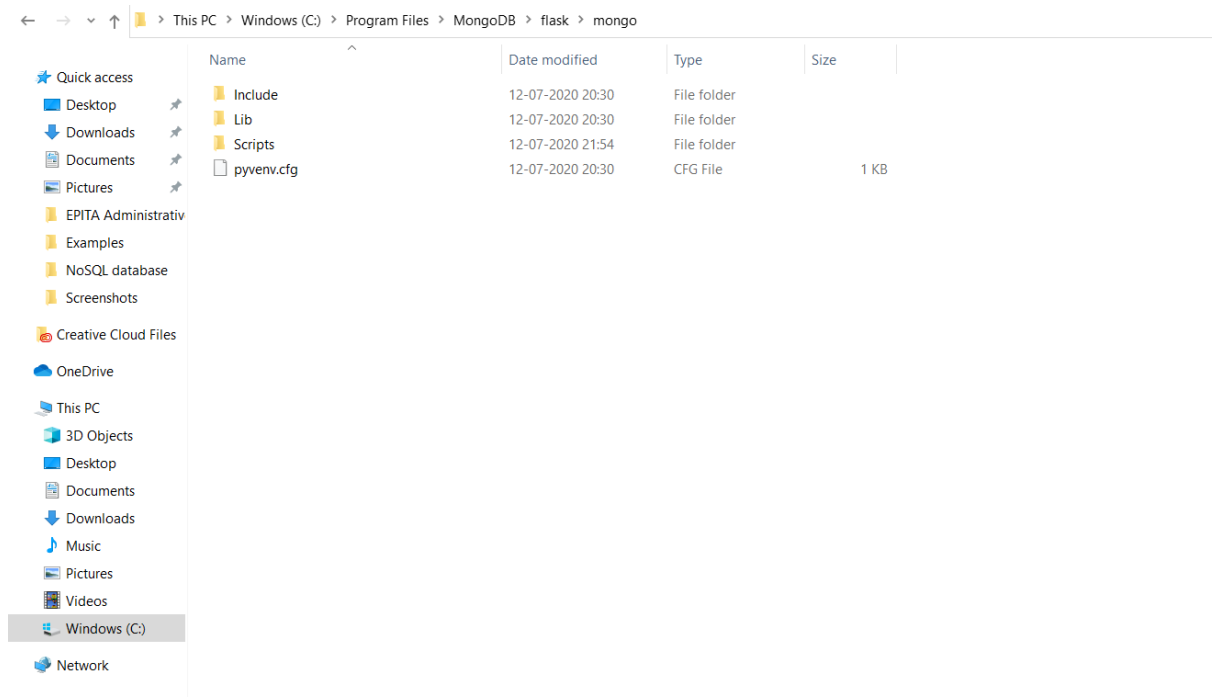 This PC > Windows (C:) > Program Files > MongoDB > flask > mongo
Name Date modified Type Size
Include 12-07-2020 20:30 File folder
Lib 12-07-2020 20:30 File folder
Scripts 12-07-2020 21:54 File folder
pyvenv.cfg 12-07-2020 20:30 CFG File 1 KB
Quick access
Desktop
Downloads
Documents
Pictures
EPITA Administrativ
Examples
NoSQL database
Screenshots
Creative Cloud Files
OneDrive
This PC
3D Objects
Desktop
Documents
Downloads
Music
Pictures
Videos
Windows (C:)
Network